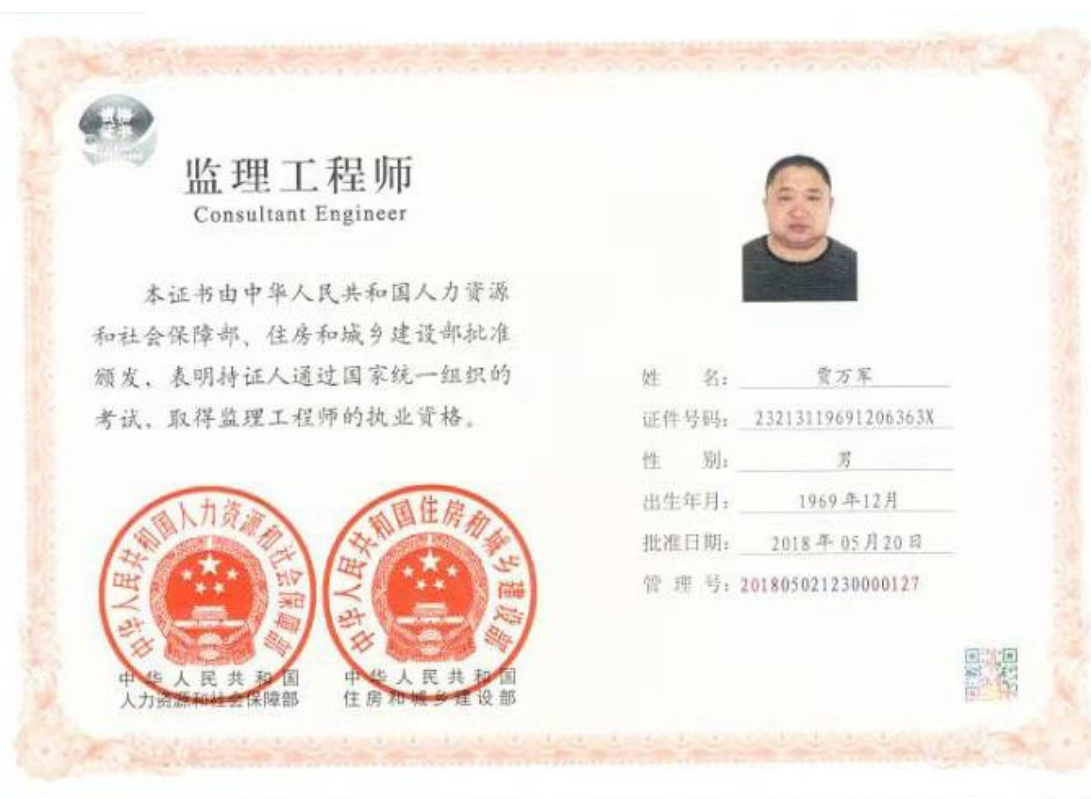 监理工程师
Consultant Engineer
本证书由中华人民共和国人力资源
和社会保障部、住房和城乡建设部批准
颁发，表明持证人通过国家统一组织的
考试，取得监理工程师的执业资格。
中华人民共和国人力资源和社会保障部
中华人民共和国住房和城乡建设部
中华人民共和国
人力资源和社会保障部
中华人民共和国
住房和城乡建设部
姓 名：贾万军
证件号码：23213119691206363X
性 别：男
出生年月：1969年12月
批准日期：2018年05月20日
管 理 号：201805021230000127